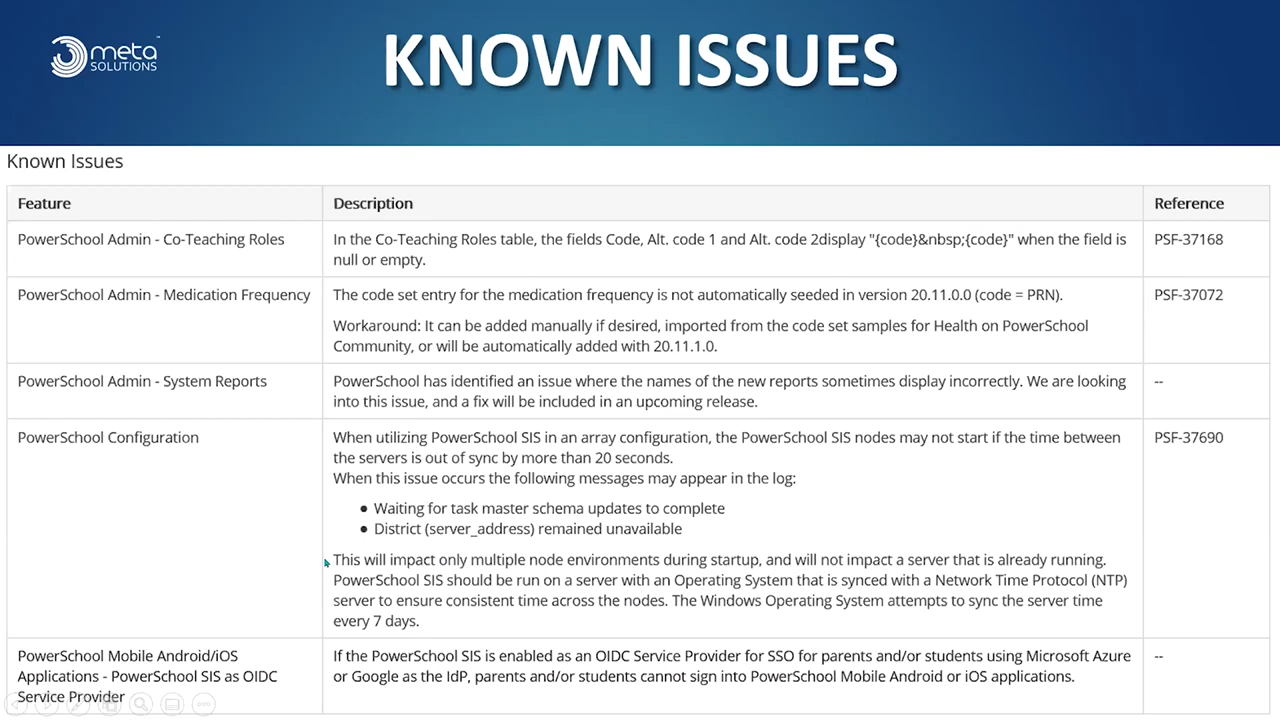 meta
SOLUTIONS
™
KNOWN ISSUES
Known Issues
Feature
Description
Reference
PowerSchool Admin - Co-Teaching Roles
In the Co-Teaching Roles table, the fields Code, Alt. code 1 and Alt. code 2display "{code}&nbsp;{code}" when the field is
null or empty.
PSF-37168
PowerSchool Admin - Medication Frequency
The code set entry for the medication frequency is not automatically seeded in version 20.11.0.0 (code = PRN).
Workaround: It can be added manually if desired, imported from the code set samples for Health on PowerSchool
Community, or will be automatically added with 20.11.1.0.
PSF-37072
PowerSchool Admin - System Reports
PowerSchool has identified an issue where the names of the new reports sometimes display incorrectly. We are looking
into this issue, and a fix will be included in an upcoming release.
--
PowerSchool Configuration
When utilizing PowerSchool SIS in an array configuration, the PowerSchool SIS nodes may not start if the time between
the servers is out of sync by more than 20 seconds.
When this issue occurs the following messages may appear in the log:
● Waiting for task master schema updates to complete
● District (server_address) remained unavailable
This will impact only multiple node environments during startup, and will not impact a server that is already running.
PowerSchool SIS should be run on a server with an Operating System that is synced with a Network Time Protocol (NTP)
server to ensure consistent time across the nodes. The Windows Operating System attempts to sync the server time
every 7 days.
PSF-37690
PowerSchool Mobile Android/iOS
Applications - PowerSchool SIS as OIDC
Service Provider
If the PowerSchool SIS is enabled as an OIDC Service Provider for SSO for parents and/or students using Microsoft Azure
or Google as the IdP, parents and/or students cannot sign into PowerSchool Mobile Android or iOS applications.
--